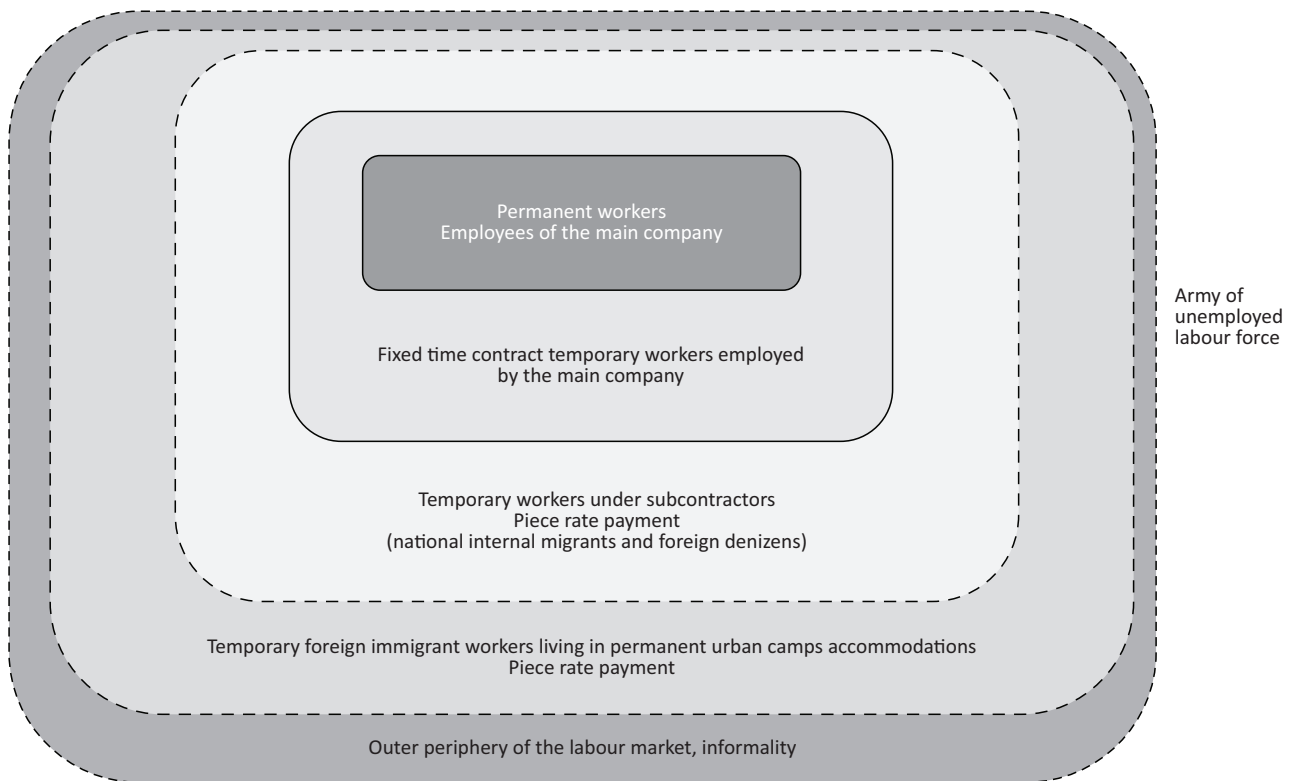 Permanent workers
Employees of the main company
Army of
unemployed
labour force
Fixed time contract temporary workers employed
by the main company
Temporary workers under subcontractors
Piece rate payment
(national internal migrants and foreign denizens)
Temporary foreign immigrant workers living in permanent urban camps accommodations
Piece rate payment
Outer periphery of the labour market, informality